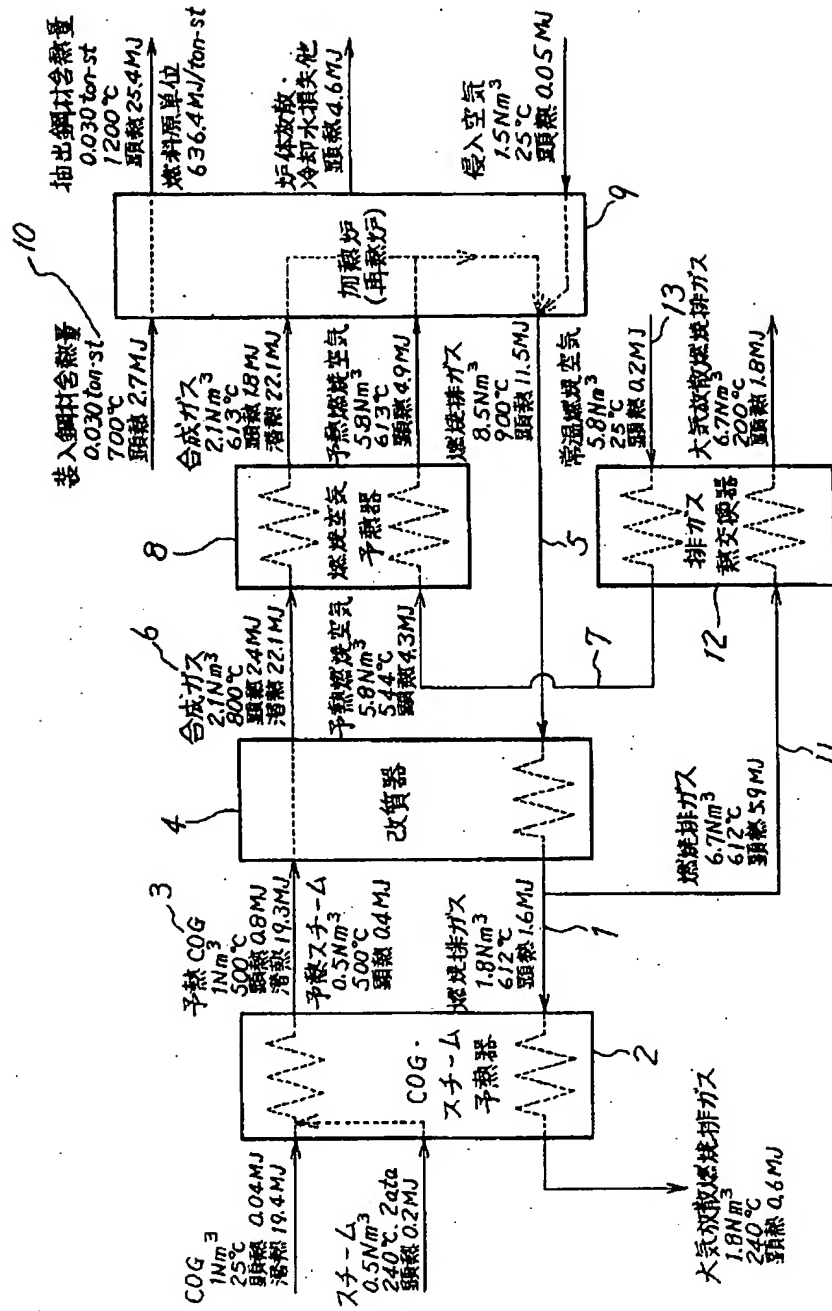 10
装入鋼材含熱量
0.030 ton-st
700℃
顕熱 2.7MJ
抽出鋼材含熱量
0.030 ton-st
1200℃
顕熱 25.4MJ
燃料原単位
636.4MJ/ton-st
炉体放散・
冷却水損失他
顕熱 4.6MJ
侵入空気
1.5Nm³
25℃
顕熱 0.05MJ
加熱炉
(再熱炉)
9
合成ガス
2.1Nm³
613℃
顕熱 1.8MJ
潜熱 22.1MJ
予熱燃焼空気
5.8Nm³
613℃
顕熱 4.9MJ
燃焼排ガス
8.5Nm³
900℃
顕熱 11.5MJ
5
常温燃焼空気
5.8Nm³
25℃
顕熱 0.2MJ
13
大気放散燃焼排ガス
6.7Nm³
200℃
顕熱 1.8MJ
8
燃焼空気
予熱器
排ガス
熱交換器
12
6
合成ガス
2.1Nm³
800℃
顕熱 2.4MJ
潜熱 22.1MJ
予熱燃焼空気
5.8Nm³
544℃
顕熱 4.3MJ
7
4
改質器
燃焼排ガス
6.7Nm³
612℃
顕熱 5.9MJ
11
3
予熱COG
1Nm³
500℃
顕熱 0.8MJ
潜熱 19.3MJ
予熱スチーム
0.5Nm³
500℃
顕熱 0.4MJ
燃焼排ガス
1.8Nm³
612℃
顕熱 1.6MJ
1
COG・
スチーム
予熱器
2
COG
1Nm³
25℃
顕熱 0.04MJ
潜熱 19.4MJ
スチーム
0.5Nm³
240℃, 2ata
顕熱 0.2MJ
大気放散燃焼排ガス
1.8Nm³
240℃
顕熱 0.6MJ